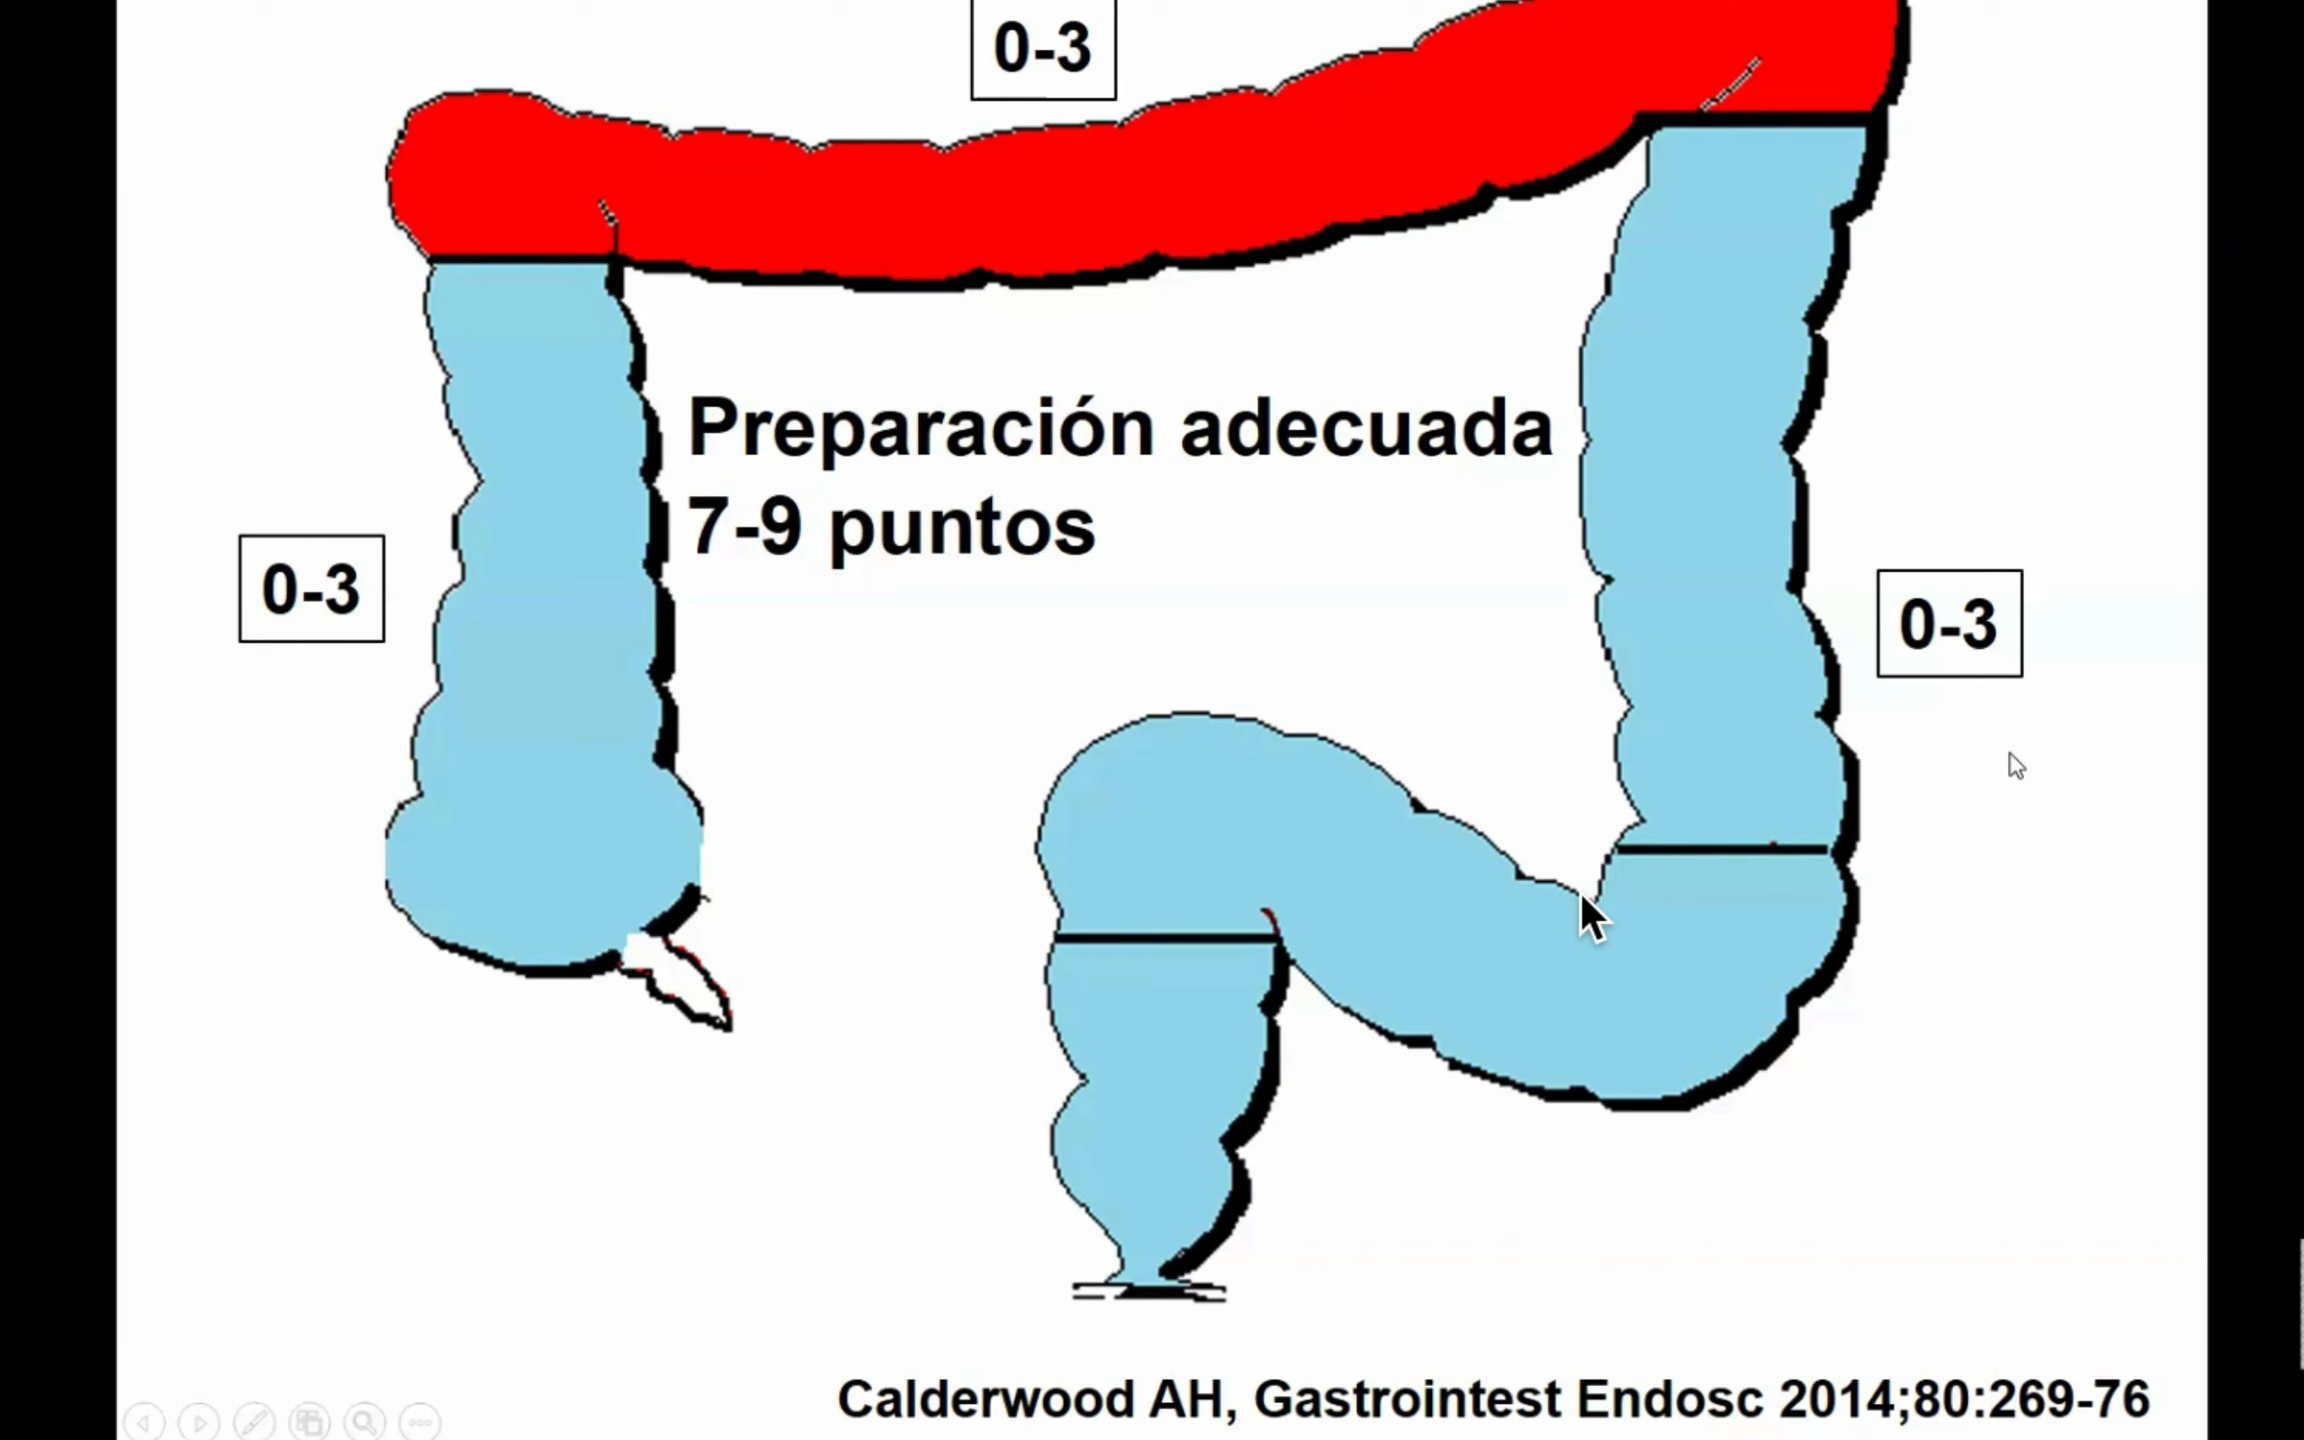 0-3
Preparación adecuada
7-9 puntos
0-3
0-3
Calderwood AH, Gastrointest Endosc 2014;80:269-76